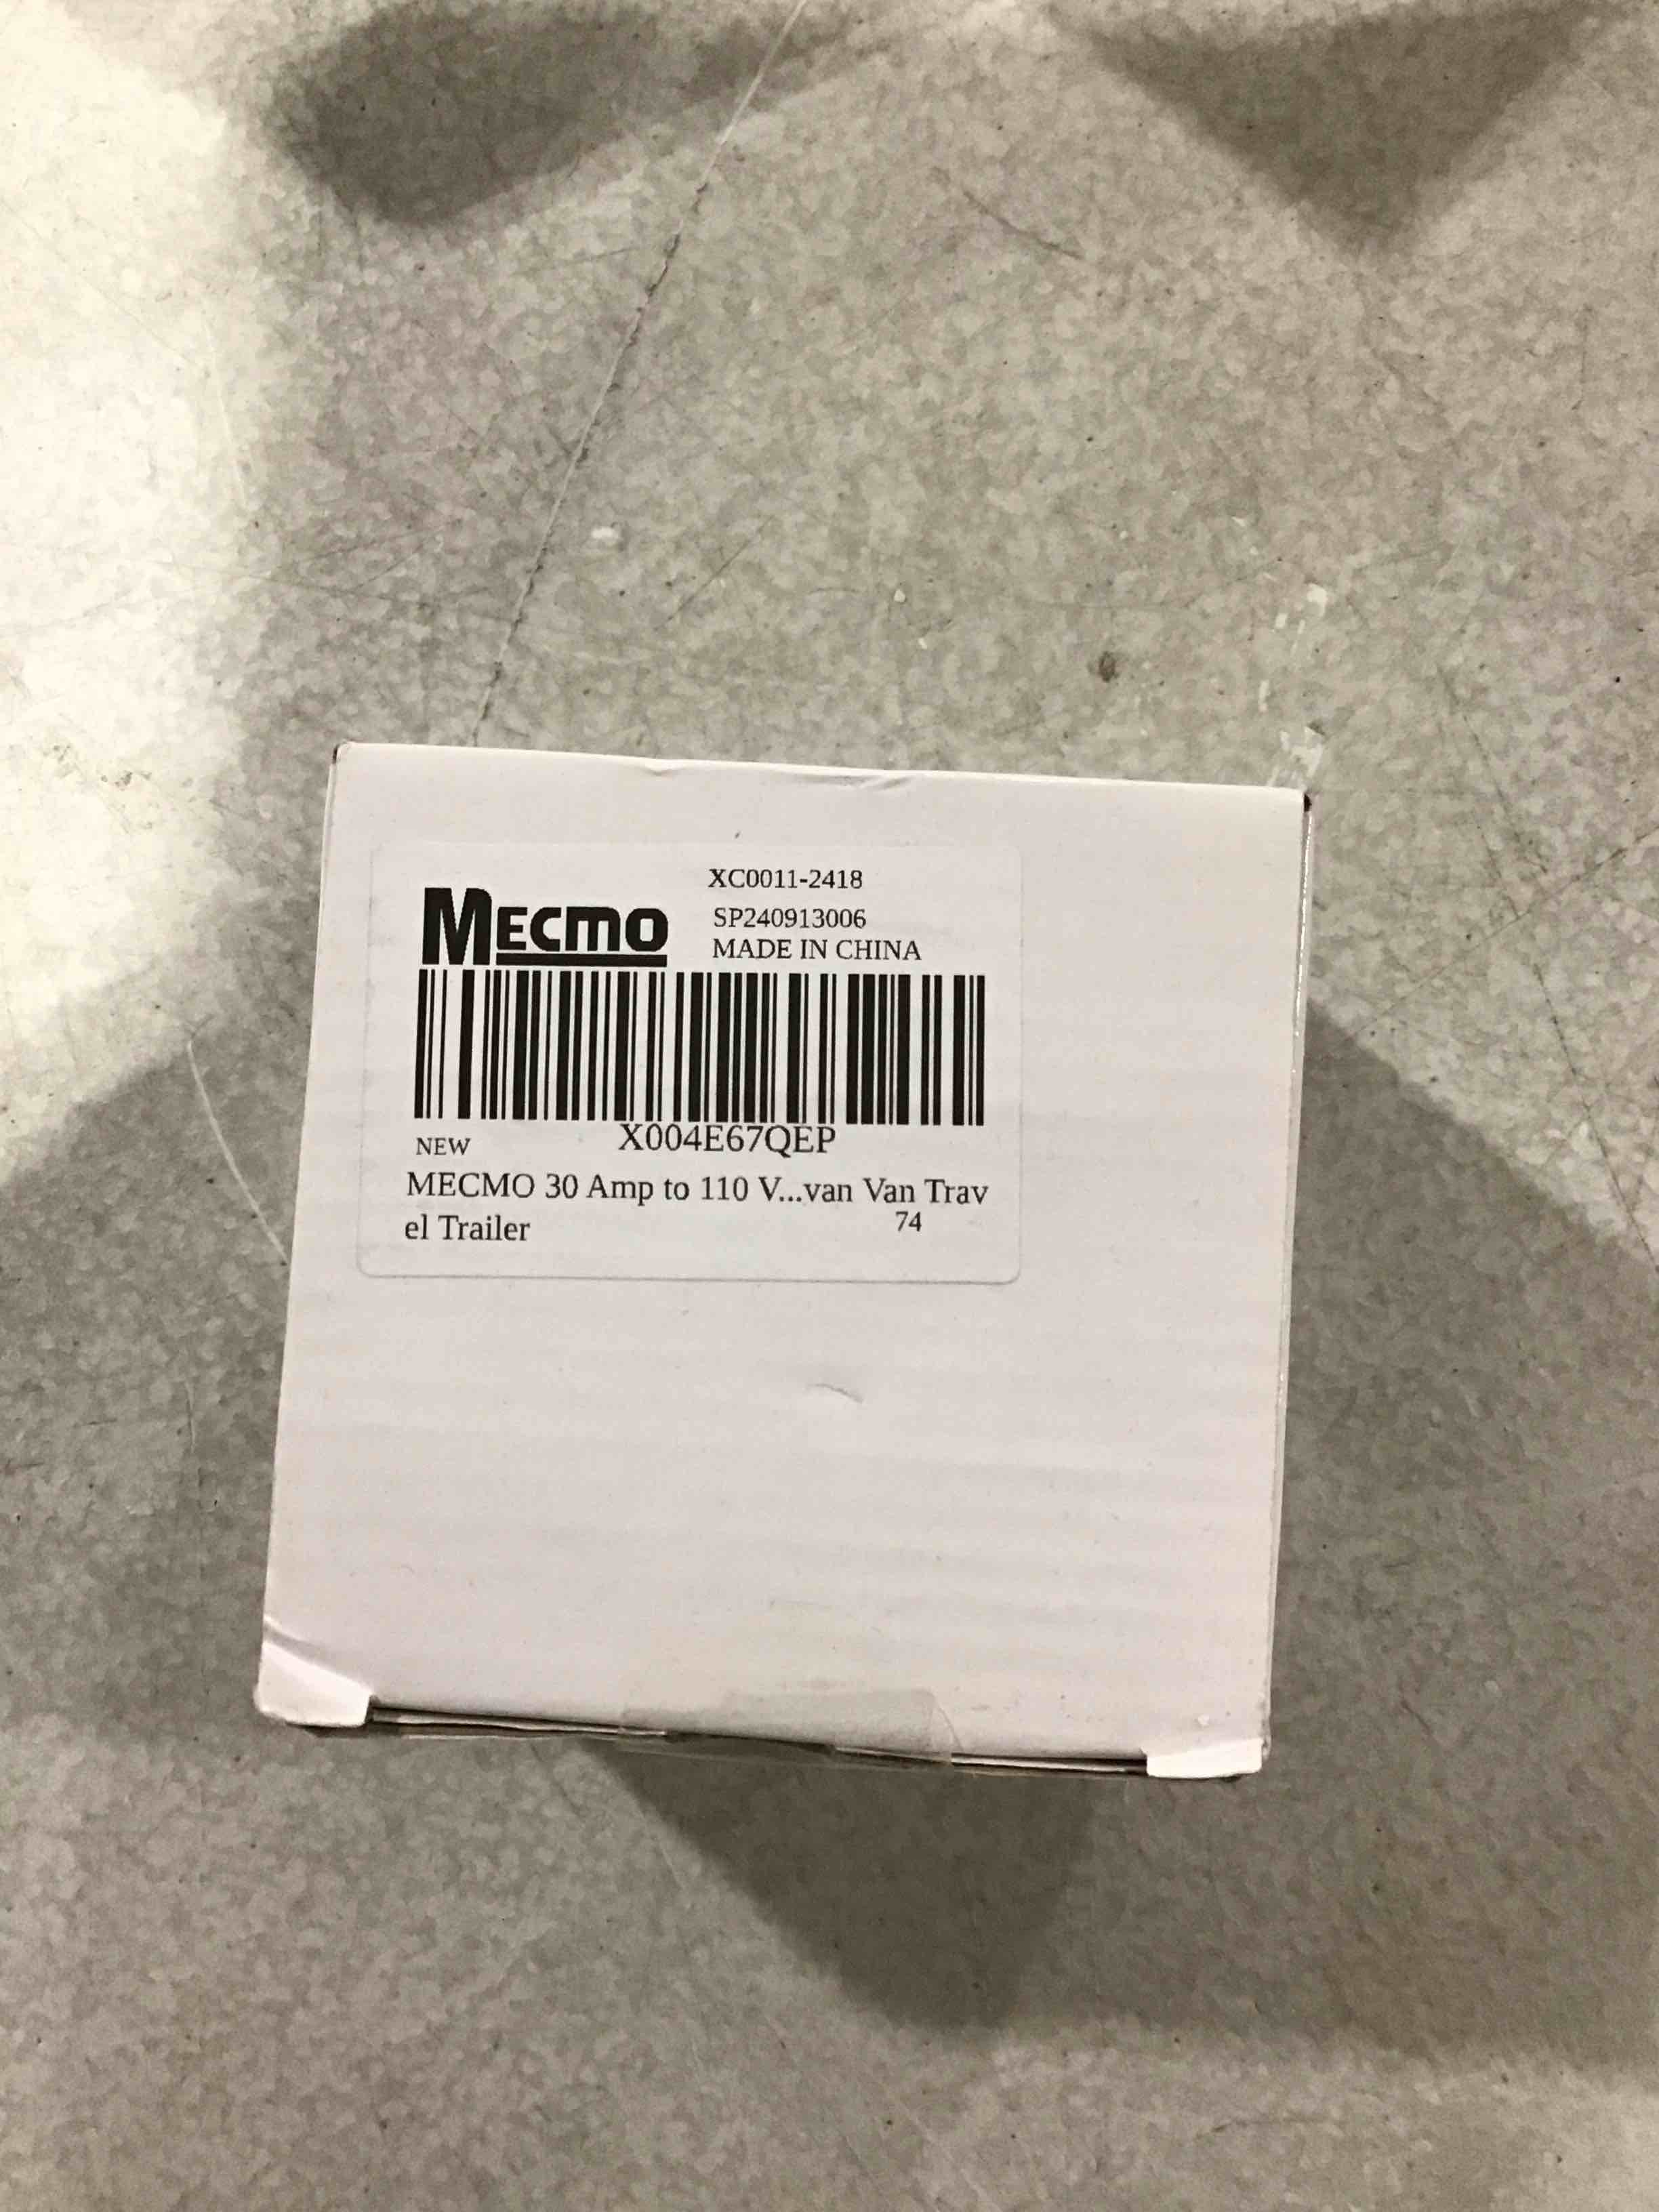 MECMO
XC0011-2418
SP240913006
MADE IN CHINA
X004E67QEP
NEW
MECMO 30 Amp to 110 V...van Van Trav
el Trailer
74